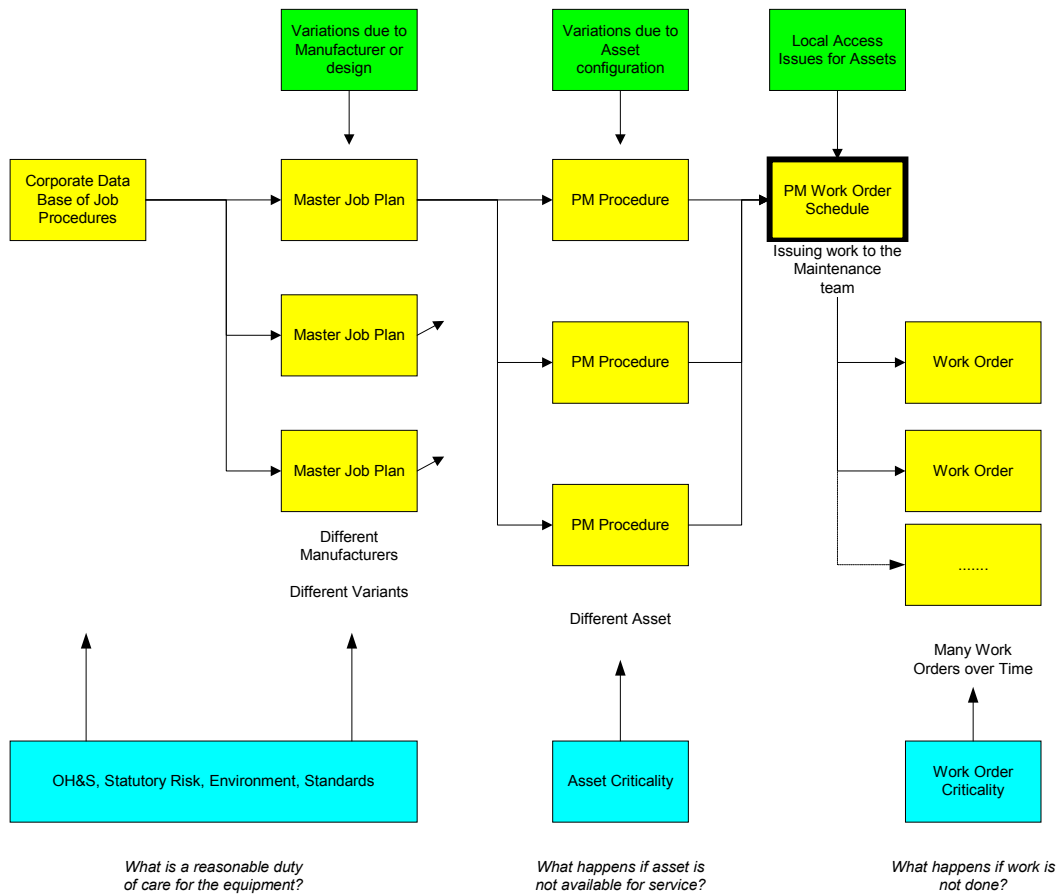 Variations due to
Manufacturer or
design
Variations due to
Asset
configuration
Local Access
Issues for Assets
Corporate Data
Base of Job
Procedures
Master Job Plan
PM Procedure
PM Work Order
Schedule
Issuing work to the
Maintenance
team
Master Job Plan
PM Procedure
Work Order
Master Job Plan
PM Procedure
Work Order
.......
Different
Manufacturers
Different Variants
Different Asset
Many Work
Orders over Time
OH&S, Statutory Risk, Environment, Standards
Asset Criticality
Work Order
Criticality
What is a reasonable duty
of care for the equipment?
What happens if asset is
not available for service?
What happens if work is
not done?